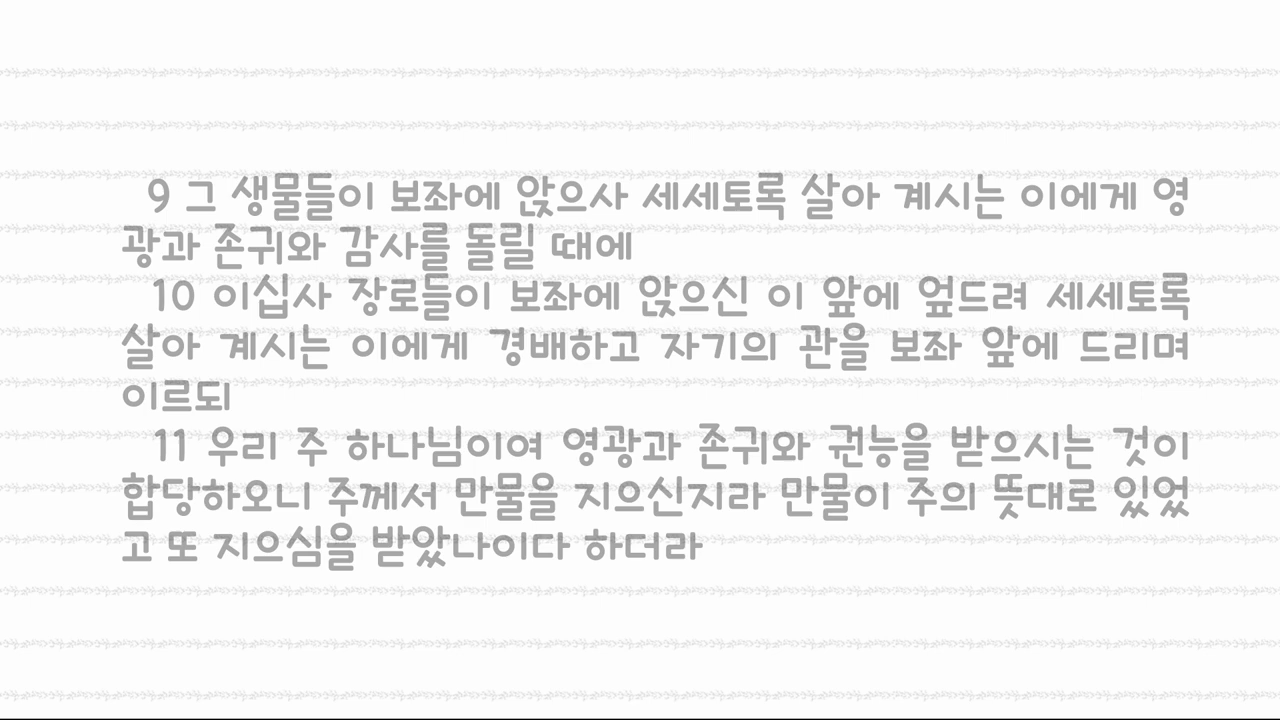 9 그 생물들이 보좌에 앉으사 세세토록 살아 계시는 이에게 영
광과 존귀와 감사를 돌릴 때에
10 이십사 장로들이 보좌에 앉으신 이 앞에 엎드려 세세토록
살아 계시는 이에게 경배하고 자기의 관을 보좌 앞에 드리며
이르되
11 우리 주 하나님이여 영광과 존귀와 권능을 받으시는 것이
합당하오니 주께서 만물을 지으신지라 만물이 주의 뜻대로 있었
고 또 지으심을 받았나이다 하더라